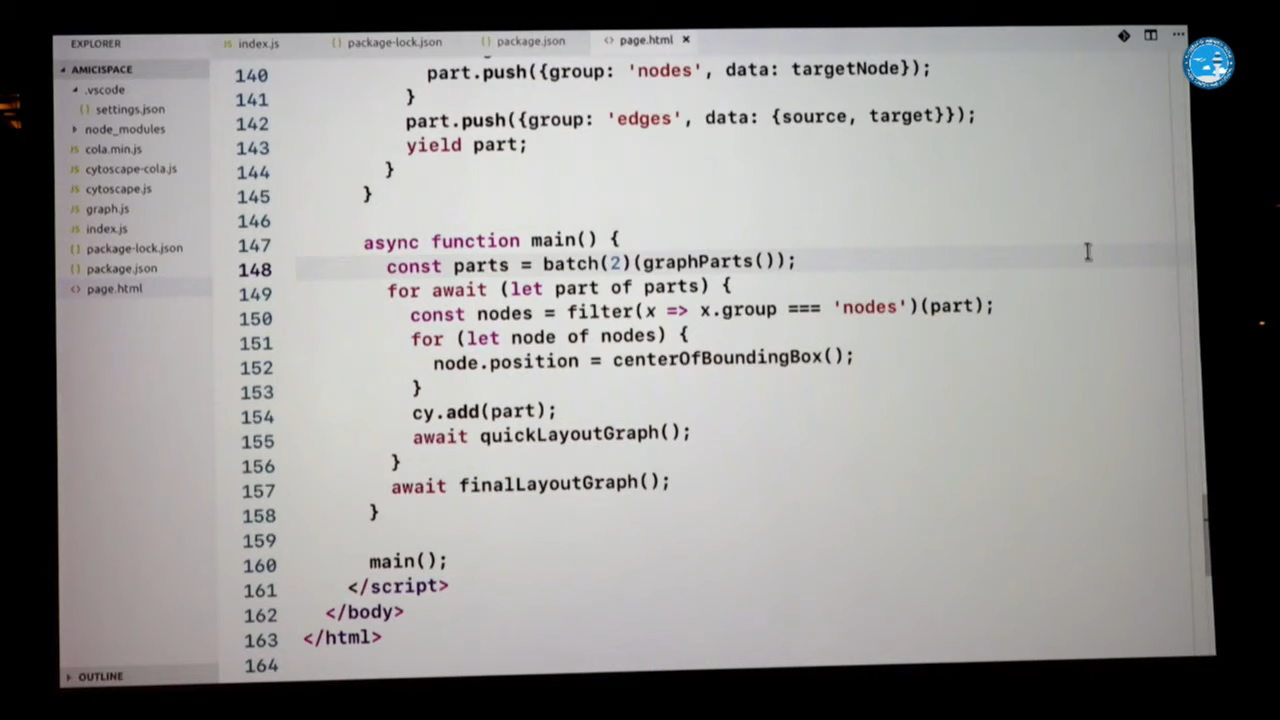 EXPLORER
index.js
package-lock.json
package.json
page.html
AMICISPACE
.vscode
settings.json
node_modules
cola.min.js
cytoscape-cola.js
cytoscape.js
graph.js
index.js
package-lock.json
package.json
page.html
OUTLINE
140 part.push({group: 'nodes', data: targetNode});
141 }
142 part.push({group: 'edges', data: {source, target}});
143 yield part;
144 }
145 }
146
147 async function main() {
148 const parts = batch(2)(graphParts());
149 for await (let part of parts) {
150 const nodes = filter(x => x.group === 'nodes')(part);
151 for (let node of nodes) {
152 node.position = centerOfBoundingBox();
153 }
154 cy.add(part);
155 await quickLayoutGraph();
156 }
157 await finalLayoutGraph();
158 }
159
160 main();
161 </script>
162 </body>
163 </html>
164